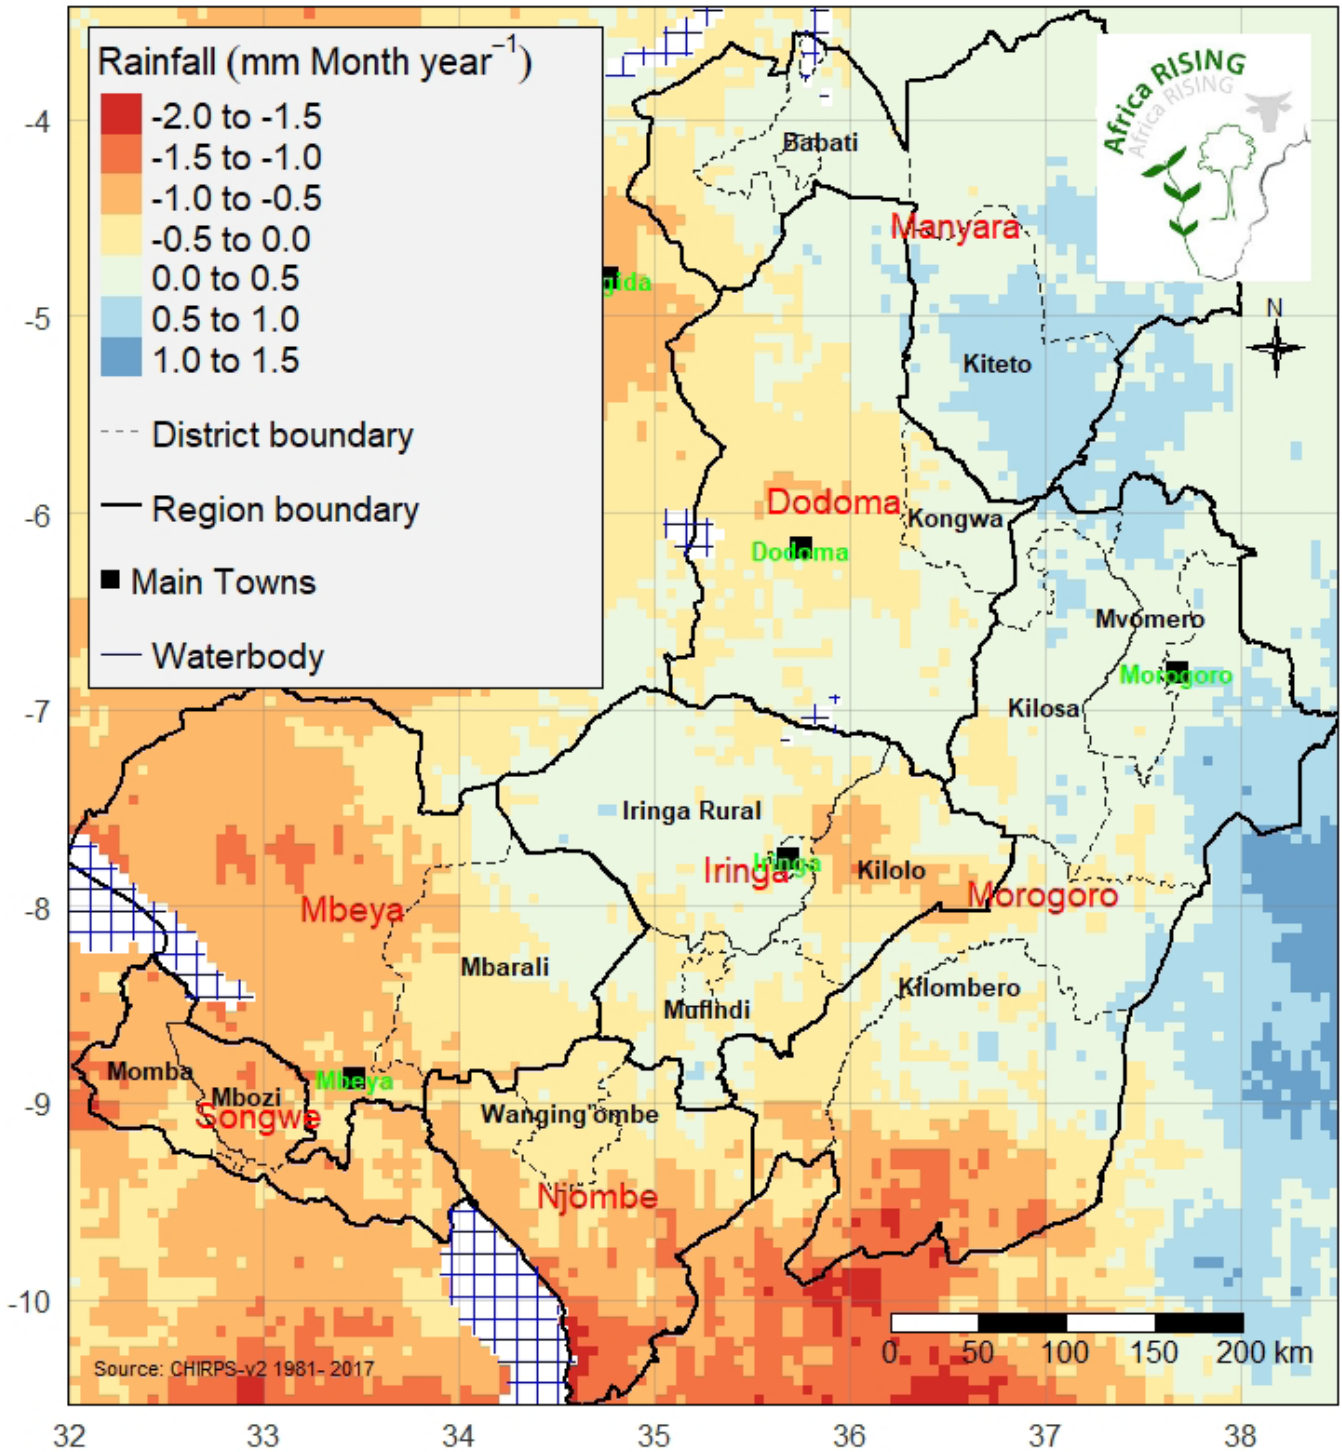 Rainfall (mm Month year⁻¹)
-2.0 to -1.5
-1.5 to -1.0
-1.0 to -0.5
-0.5 to 0.0
0.0 to 0.5
0.5 to 1.0
1.0 to 1.5
District boundary
Region boundary
Main Towns
Waterbody
Africa RISING
Africa RISING
N
Babati
Manyara
gida
Kiteto
Dodoma
Kongwa
Dodoma
Mvomero
Morogoro
Kilosa
Iringa Rural
Iringa
Iringa
Kilolo
Morogoro
Mbeya
Mbarali
Kilombero
Mufindi
Momba
Mbeya
Mbozi
Songwe
Wanging'ombe
Njombe
Source: CHIRPS-v2 1981- 2017
0 50 100 150 200 km
-4
-5
-6
-7
-8
-9
-10
32 33 34 35 36 37 38